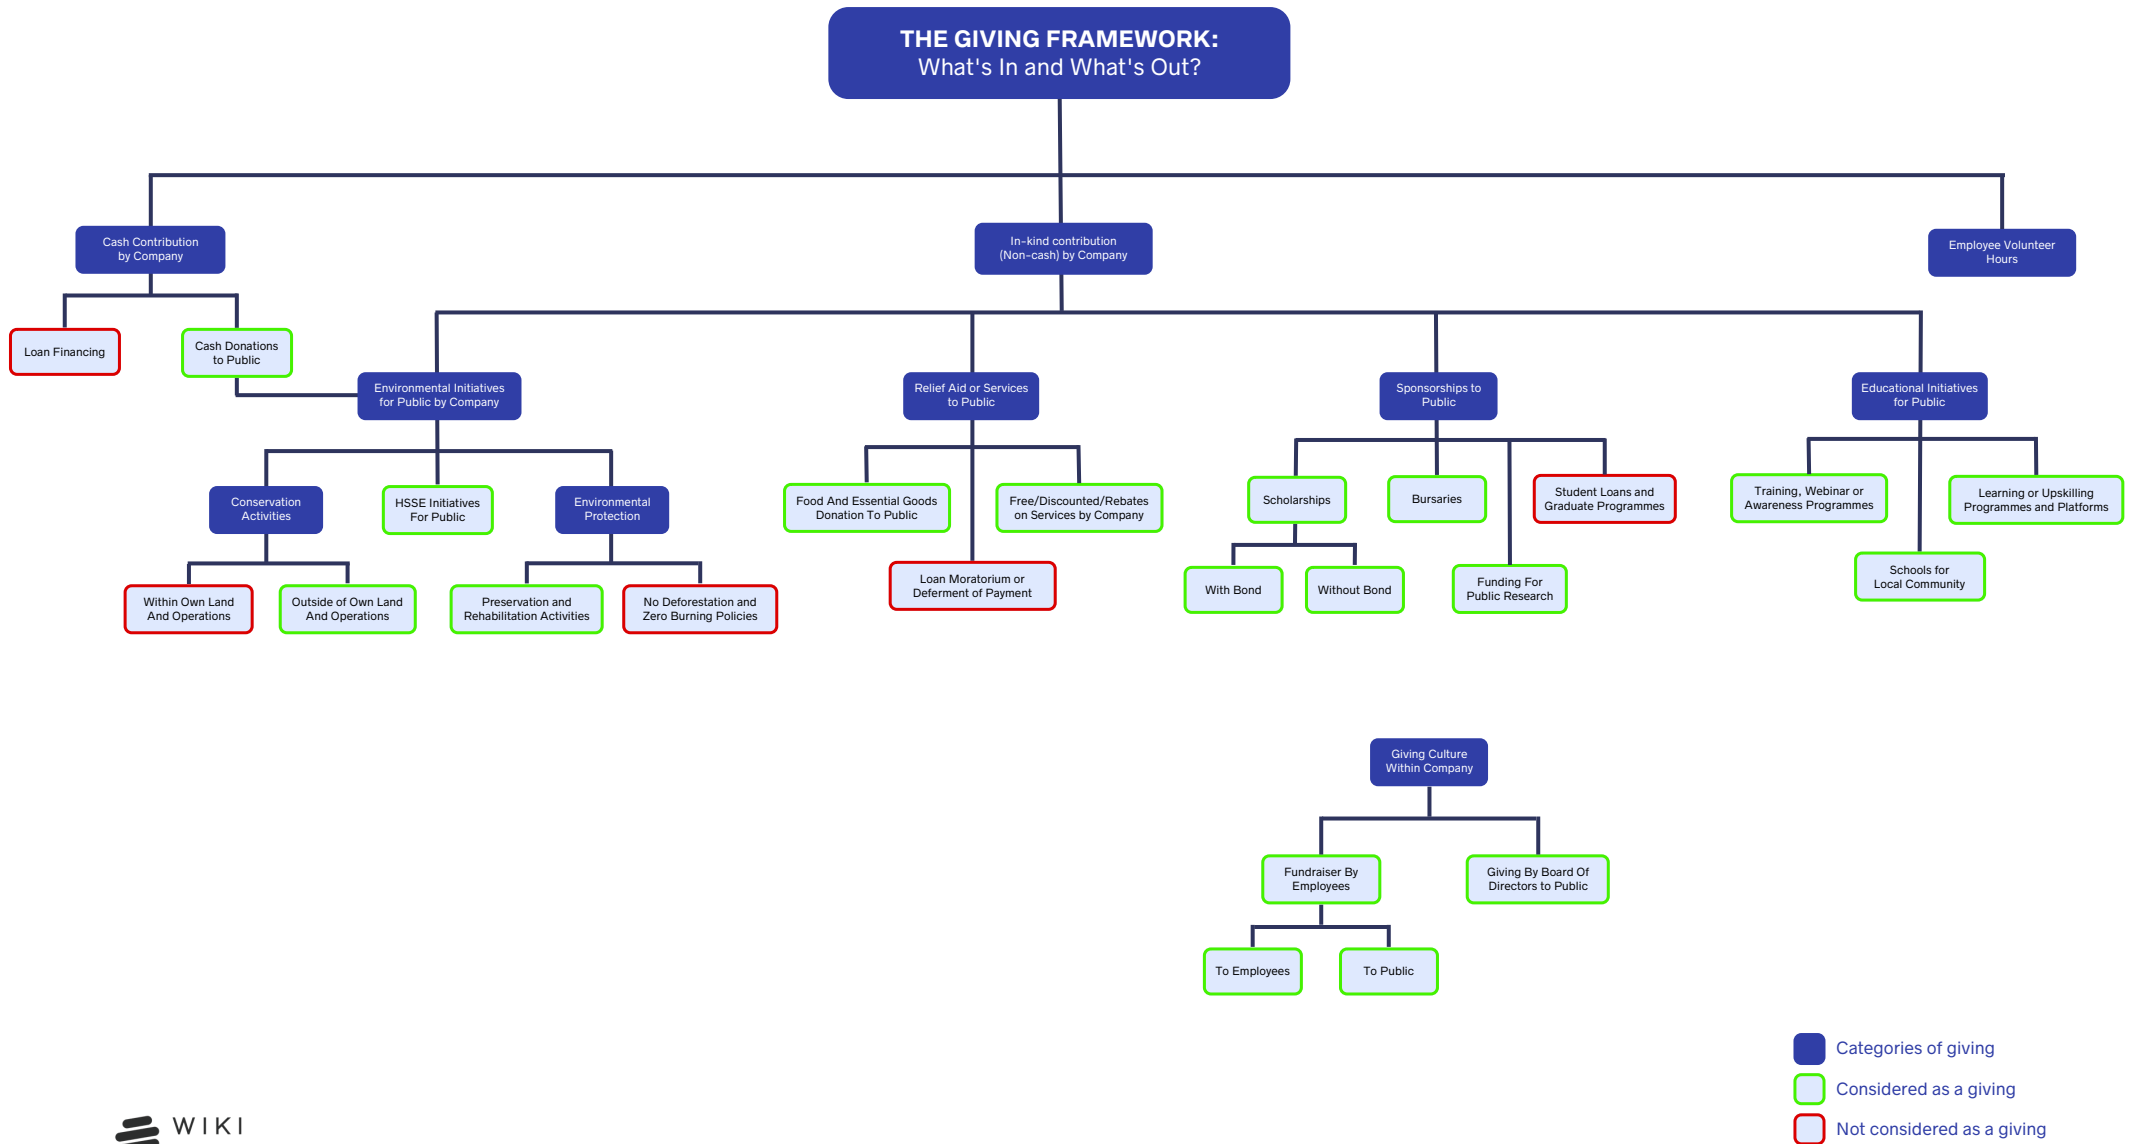 THE GIVING FRAMEWORK:
What's In and What's Out?
Cash Contribution
by Company
In-kind contribution
(Non-cash) by Company
Employee Volunteer
Hours
Loan Financing
Cash Donations
to Public
Environmental Initiatives
for Public by Company
Relief Aid or Services
to Public
Sponsorships to
Public
Educational Initiatives
for Public
Conservation
Activities
HSSE Initiatives
For Public
Environmental
Protection
Food And Essential Goods
Donation To Public
Free/Discounted/Rebates
on Services by Company
Scholarships
Bursaries
Student Loans and
Graduate Programmes
Training, Webinar or
Awareness Programmes
Learning or Upskilling
Programmes and Platforms
Within Own Land
And Operations
Outside of Own Land
And Operations
Preservation and
Rehabilitation Activities
No Deforestation and
Zero Burning Policies
Loan Moratorium or
Deferment of Payment
With Bond
Without Bond
Funding For
Public Research
Schools for
Local Community
Giving Culture
Within Company
Fundraiser By
Employees
Giving By Board Of
Directors to Public
To Employees
To Public
Categories of giving
Considered as a giving
Not considered as a giving
WIKI